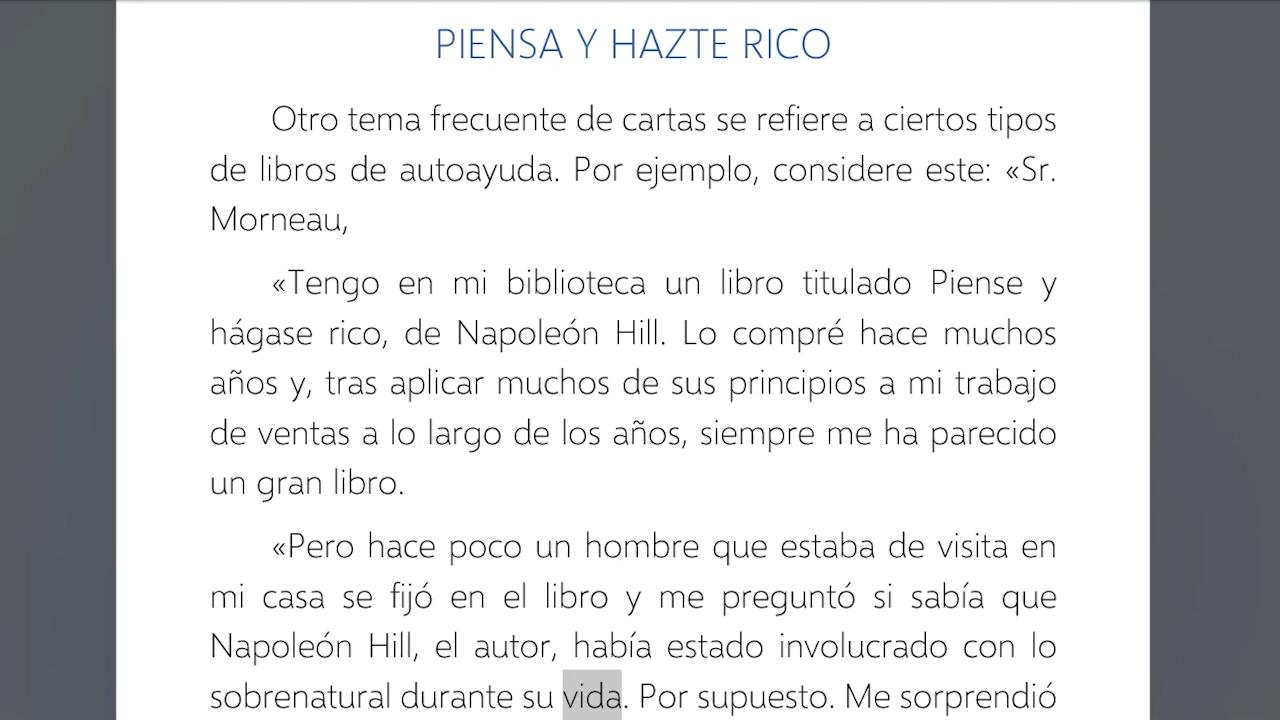 PIENSA Y HAZTE RICO
Otro tema frecuente de cartas se refiere a ciertos tipos
de libros de autoayuda. Por ejemplo, considere este: «Sr.
Morneau,
«Tengo en mi biblioteca un libro titulado Piense y
hágase rico, de Napoleón Hill. Lo compré hace muchos
años y, tras aplicar muchos de sus principios a mi trabajo
de ventas a lo largo de los años, siempre me ha parecido
un gran libro.
«Pero hace poco un hombre que estaba de visita en
mi casa se fijó en el libro y me preguntó si sabía que
Napoleón Hill, el autor, había estado involucrado con lo
sobrenatural durante su vida. Por supuesto. Me sorprendió